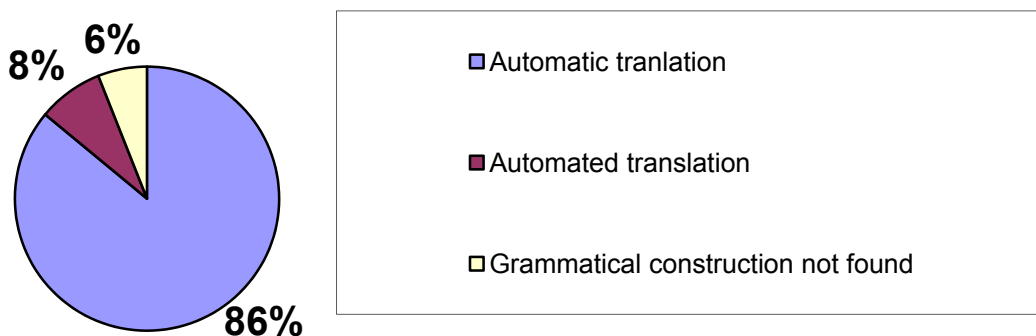 6%
8%
86%
Automatic tranlation
Automated translation
Grammatical construction not found